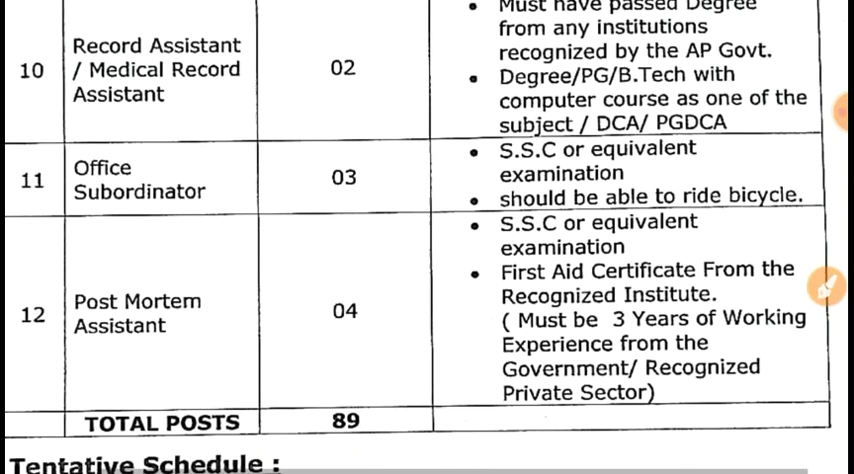 Must have passed Degree
from any institutions
recognized by the AP Govt.
10
Record Assistant
/ Medical Record
Assistant
02
Degree/PG/B.Tech with
computer course as one of the
subject / DCA/ PGDCA
11
Office
Subordinator
03
S.S.C or equivalent
examination
should be able to ride bicycle.
12
Post Mortem
Assistant
04
S.S.C or equivalent
examination
First Aid Certificate From the
Recognized Institute.
( Must be 3 Years of Working
Experience from the
Government/ Recognized
Private Sector)
TOTAL POSTS
89
Tentative Schedule :